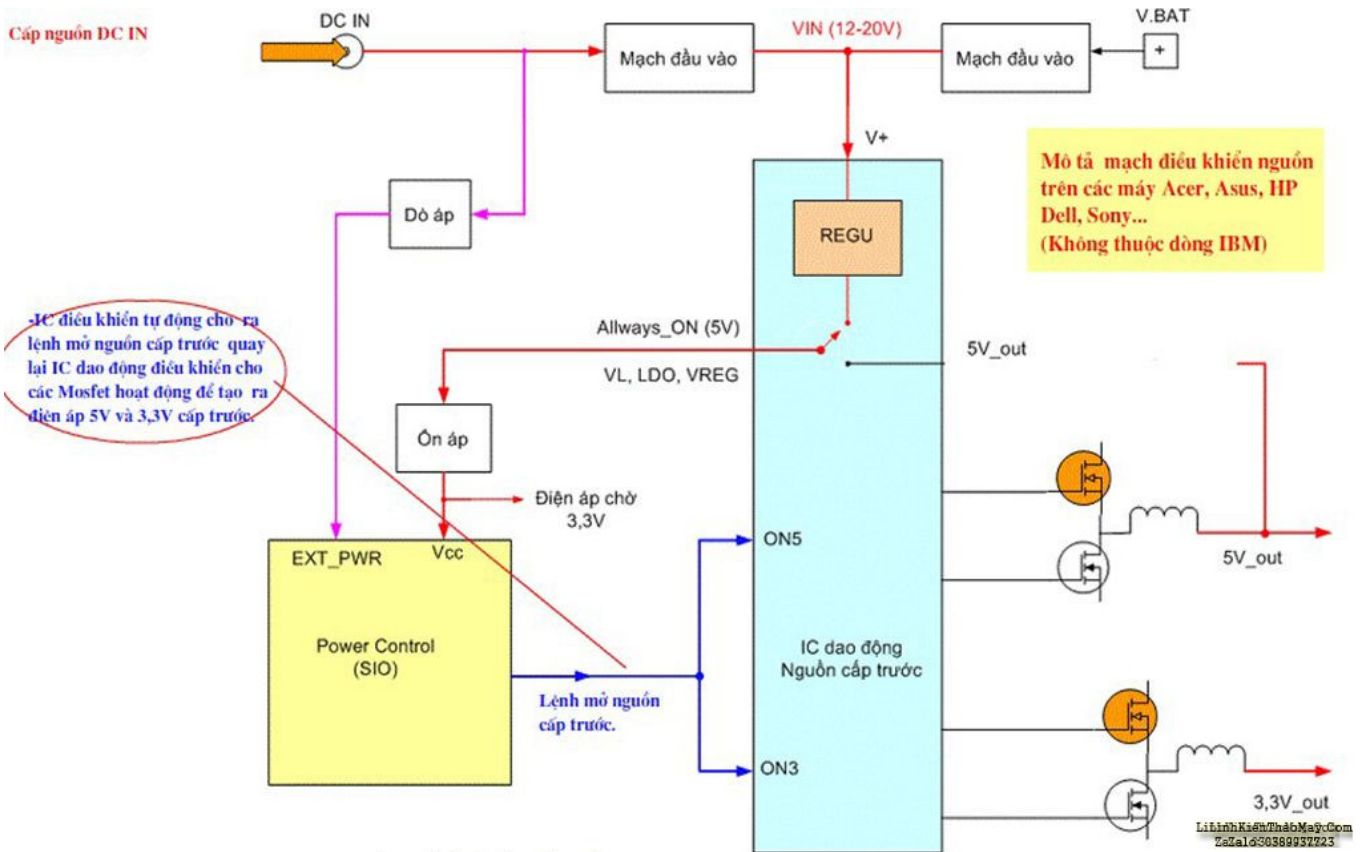 Cấp nguồn DC IN
DC IN
Mạch đầu vào
VIN (12-20V)
Mạch đầu vào
V.BAT
+
V+
Mô tả mạch điều khiển nguồn
trên các máy Acer, Asus, HP
Dell, Sony...
(Không thuộc dòng IBM)
Dò áp
REGU
-IC điều khiển tự động cho ra
lệnh mở nguồn cấp trước quay
lại IC dao động điều khiển cho
các Mosfet hoạt động để tạo ra
điện áp 5V và 3,3V cấp trước.
Allways_ON (5V)
VL, LDO, VREG
5V_out
Ổn áp
Điện áp chờ
3,3V
EXT_PWR
Vcc
ON5
5V_out
Power Control
(SIO)
IC dao động
Nguồn cấp trước
Lệnh mở nguồn
cấp trước.
ON3
3,3V_out